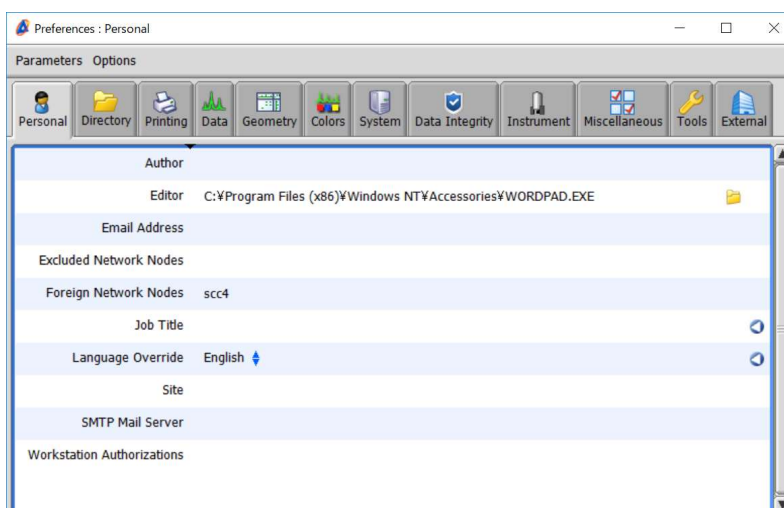 Preferences : Personal
Parameters Options
Personal Directory Printing Data Geometry Colors System Data Integrity Instrument Miscellaneous Tools External
Author
Editor C:¥Program Files (x86)¥Windows NT¥Accessories¥WORDPAD.EXE
Email Address
Excluded Network Nodes
Foreign Network Nodes scc4
Job Title
Language Override English
Site
SMTP Mail Server
Workstation Authorizations